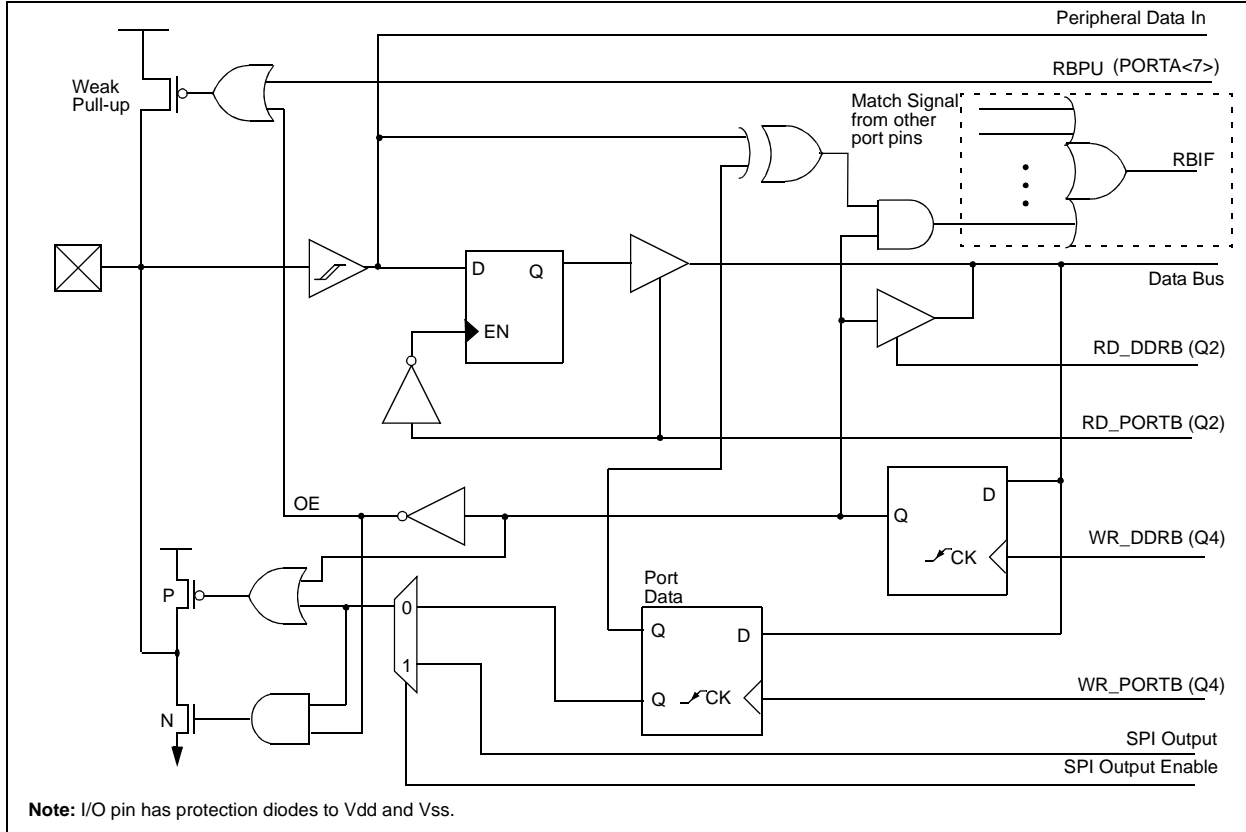 Peripheral Data In
RBPU (PORTA<7>)
Weak
Pull-up
Match Signal
from other
port pins
RBIF
D
Q
EN
Data Bus
RD_DDRB (Q2)
RD_PORTB (Q2)
OE
D
Q
CK
WR_DDRB (Q4)
P
Port
Data
0
Q
D
1
Q
CK
WR_PORTB (Q4)
N
SPI Output
SPI Output Enable
Note: I/O pin has protection diodes to Vdd and Vss.